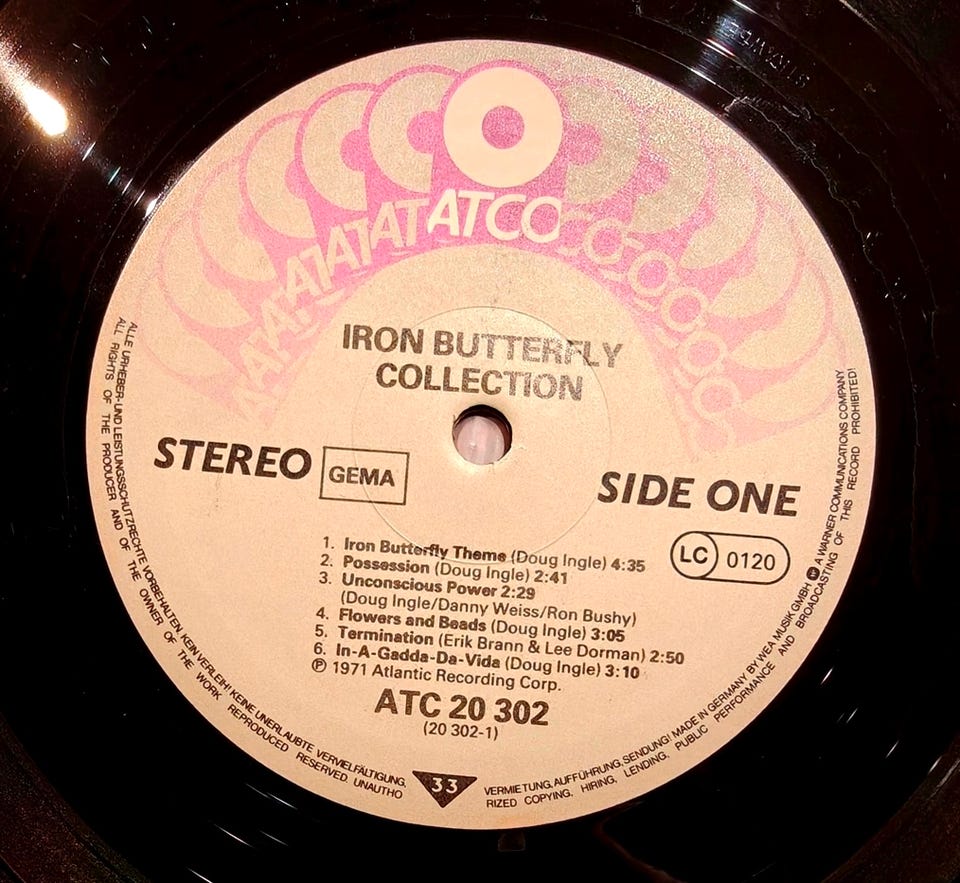 ATCO
IRON BUTTERFLY
COLLECTION
STEREO
GEMA
SIDE ONE
LC 0120
1. Iron Butterfly Theme (Doug Ingle) 4:35
2. Possession (Doug Ingle) 2:41
3. Unconscious Power 2:29
(Doug Ingle/Danny Weiss/Ron Bushy)
4. Flowers and Beads (Doug Ingle) 3:05
5. Termination (Erik Brann & Lee Dorman) 2:50
6. In-A-Gadda-Da-Vida (Doug Ingle) 3:10
℗ 1971 Atlantic Recording Corp.
ATC 20 302
(20 302-1)
33
ALLE URHEBER- UND LEISTUNGSSCHUTZRECHTE VORBEHALTEN, KEIN VERLEIH! KEINE UNERLAUBTE VERVIELFÄLTIGUNG, VERMIETUNG, AUFFÜHRUNG, SENDUNG! MADE IN GERMANY BY WEA MUSIK GMBH A WARNER COMMUNICATIONS COMPANY
ALL RIGHTS OF THE PRODUCER AND OF THE OWNER OF THE WORK REPRODUCED RESERVED. UNAUTHORIZED COPYING, HIRING, LENDING, PUBLIC PERFORMANCE AND BROADCASTING OF THIS RECORD PROHIBITED!